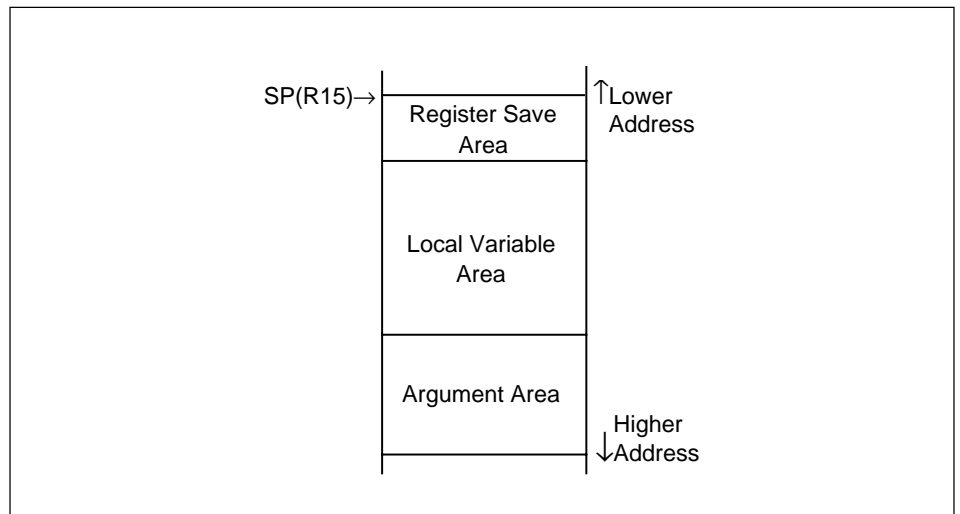 SP(R15)→
↑Lower
Address
Register Save
Area
Local Variable
Area
Argument Area
Higher
↓Address